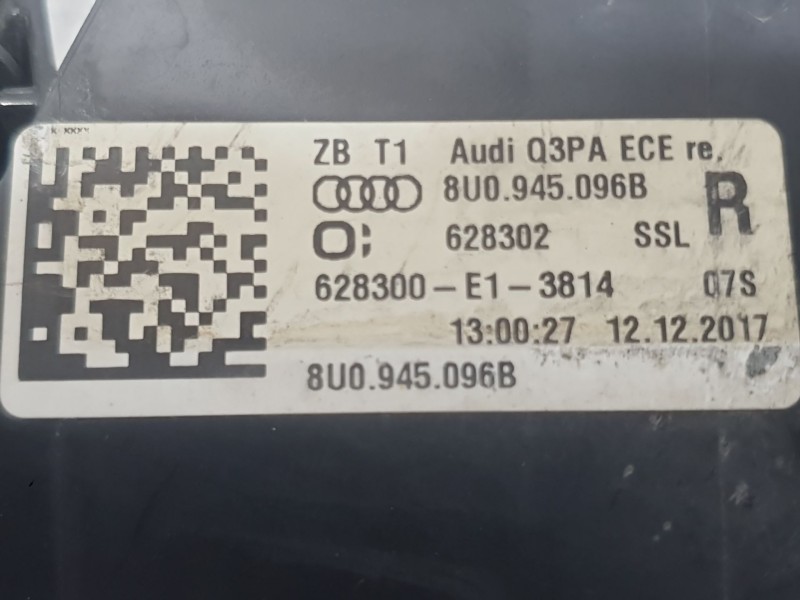 ZB T1 Audi Q3PA ECE re.
8U0.945.096B R
O; 628302 SSL
628300-E1-3814 07S
13:00:27 12.12.2017
8U0.945.096B